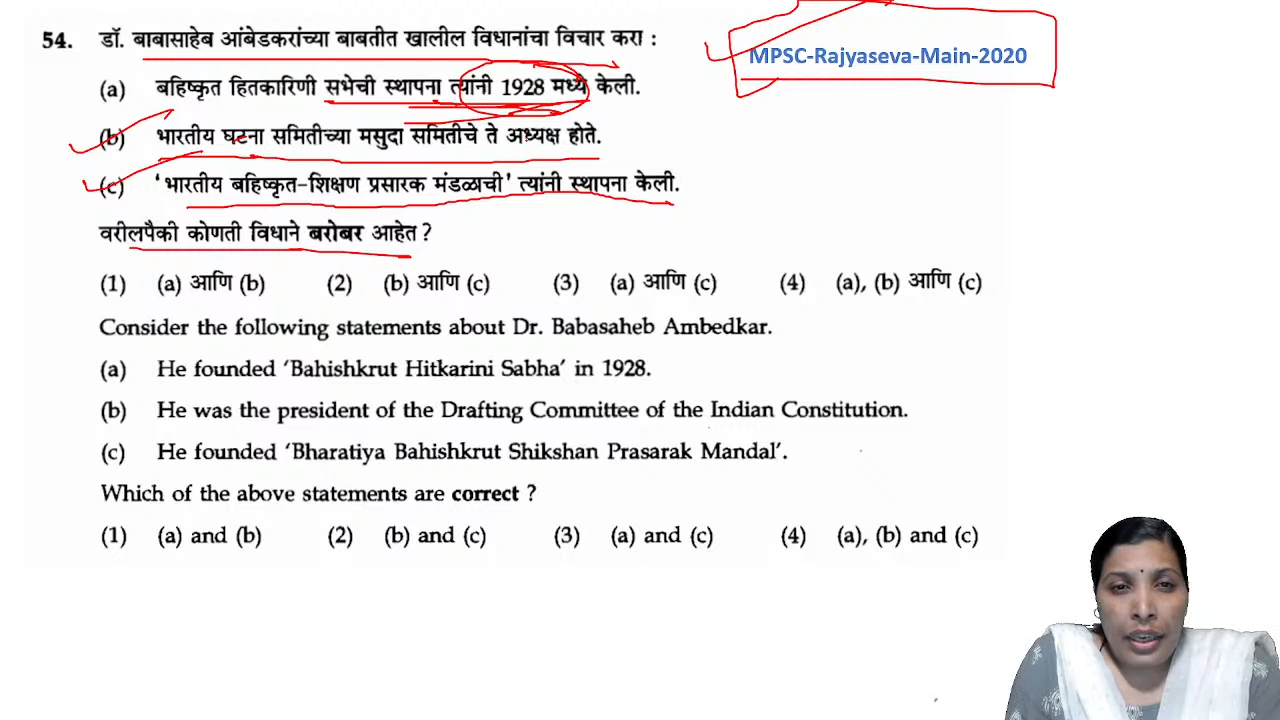 54. डॉ. बाबासाहेब आंबेडकरांच्या बाबतीत खालील विधानांचा विचार करा :
MPSC-Rajyaseva-Main-2020
(a) बहिष्कृत हितकारिणी सभेची स्थापना त्यांनी 1928 मध्ये केली.
(b) भारतीय घटना समितीच्या मसुदा समितीचे ते अध्यक्ष होते.
(c) 'भारतीय बहिष्कृत-शिक्षण प्रसारक मंडळाची' त्यांनी स्थापना केली.
वरीलपैकी कोणती विधाने बरोबर आहेत ?
(1) (a) आणि (b) (2) (b) आणि (c) (3) (a) आणि (c) (4) (a), (b) आणि (c)
Consider the following statements about Dr. Babasaheb Ambedkar.
(a) He founded 'Bahishkrut Hitkarini Sabha' in 1928.
(b) He was the president of the Drafting Committee of the Indian Constitution.
(c) He founded 'Bharatiya Bahishkrut Shikshan Prasarak Mandal'.
Which of the above statements are correct ?
(1) (a) and (b) (2) (b) and (c) (3) (a) and (c) (4) (a), (b) and (c)